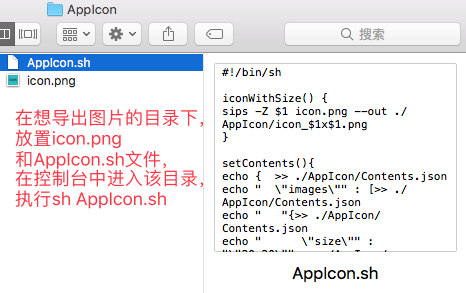 AppIcon
搜索
AppIcon.sh
icon.png
在想导出图片的目录下,
放置icon.png
和AppIcon.sh文件,
在控制台中进入该目录,
执行sh AppIcon.sh
#!/bin/sh
iconWithSize() {
sips -Z $1 icon.png --out ./
AppIcon/icon_$1x$1.png
}
setContents(){
echo { >> ./AppIcon/Contents.json
echo "  \"images\"" : [>> ./
AppIcon/Contents.json
echo "   "{>> ./AppIcon/
Contents.json
echo "      \"size\"" :
AppIcon.sh